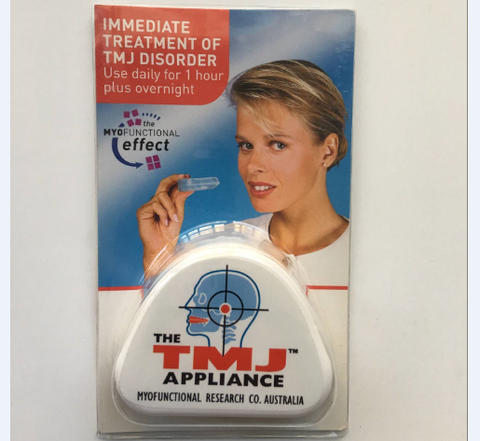 IMMEDIATE
TREATMENT OF
TMJ DISORDER
Use daily for 1 hour
plus overnight
the
MYOFUNCTIONAL
effect
THE
TMJ™
APPLIANCE
MYOFUNCTIONAL RESEARCH CO. AUSTRALIA